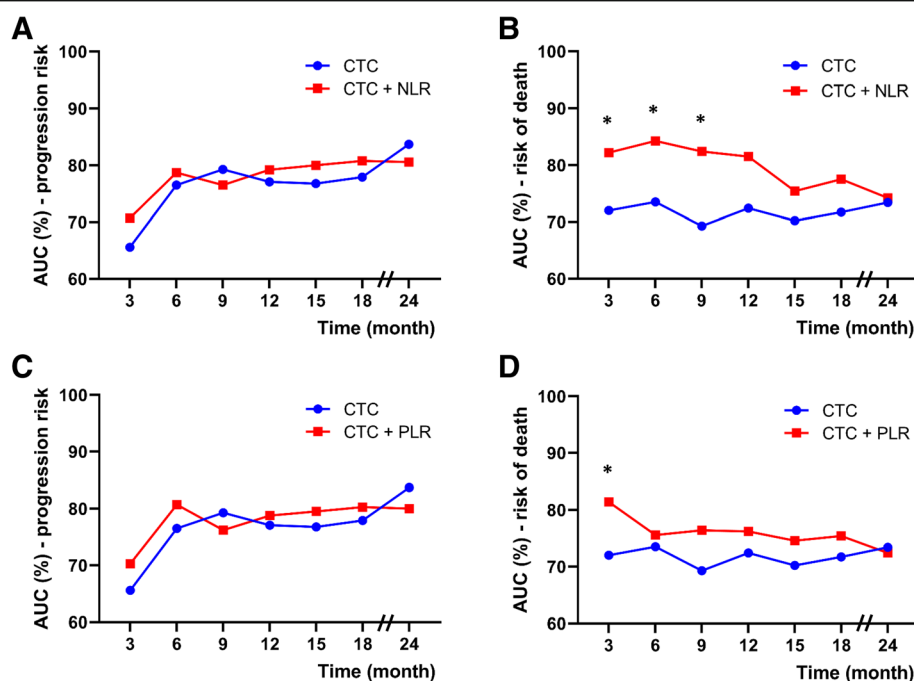 A
AUC (%) - progression risk
100
90
80
70
60
CTC
CTC + NLR
3 6 9 12 15 18 24
Time (month)
B
AUC (%) - risk of death
100
90
80
70
60
CTC
CTC + NLR
* * *
3 6 9 12 15 18 24
Time (month)
C
AUC (%) - progression risk
100
90
80
70
60
CTC
CTC + PLR
3 6 9 12 15 18 24
Time (month)
D
AUC (%) - risk of death
100
90
80
70
60
CTC
CTC + PLR
*
3 6 9 12 15 18 24
Time (month)